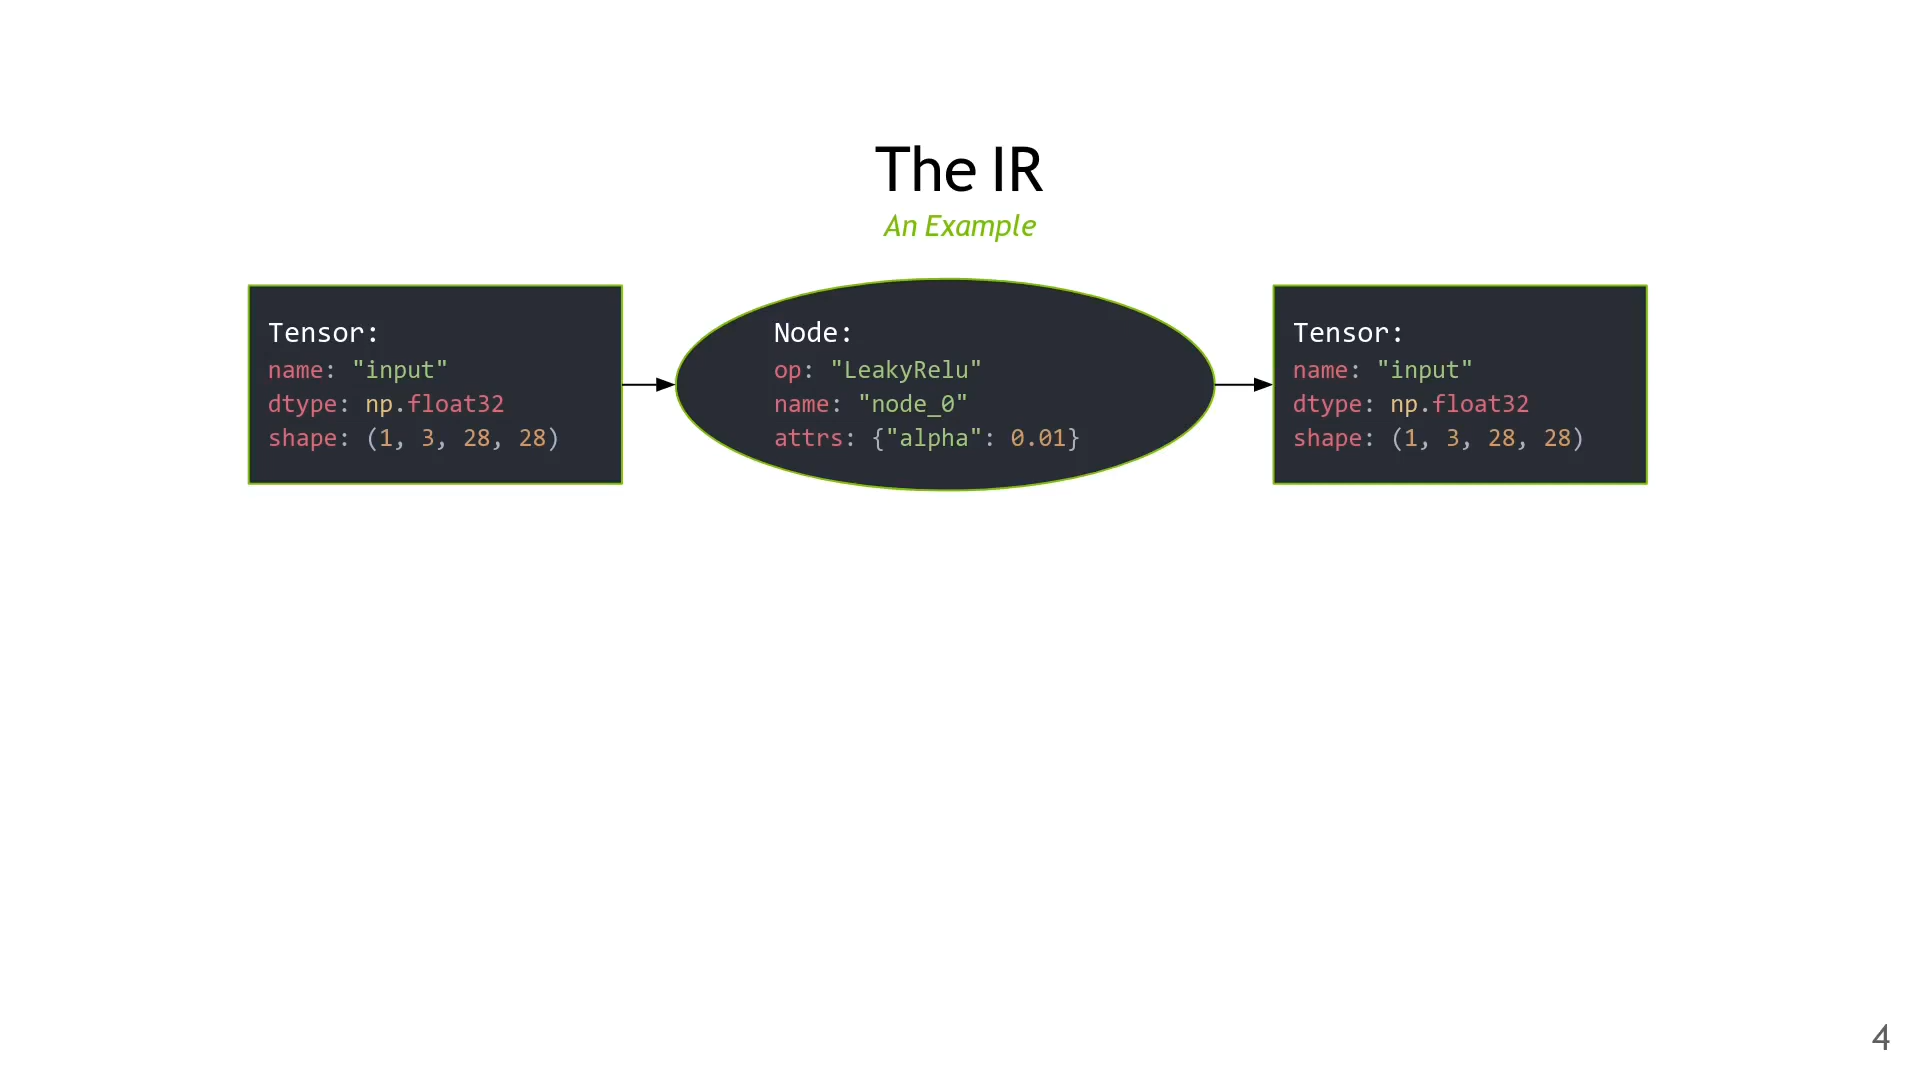 The IR
An Example
Tensor:
name: "input"
dtype: np.float32
shape: (1, 3, 28, 28)
Node:
op: "LeakyRelu"
name: "node_0"
attrs: {"alpha": 0.01}
Tensor:
name: "input"
dtype: np.float32
shape: (1, 3, 28, 28)
4